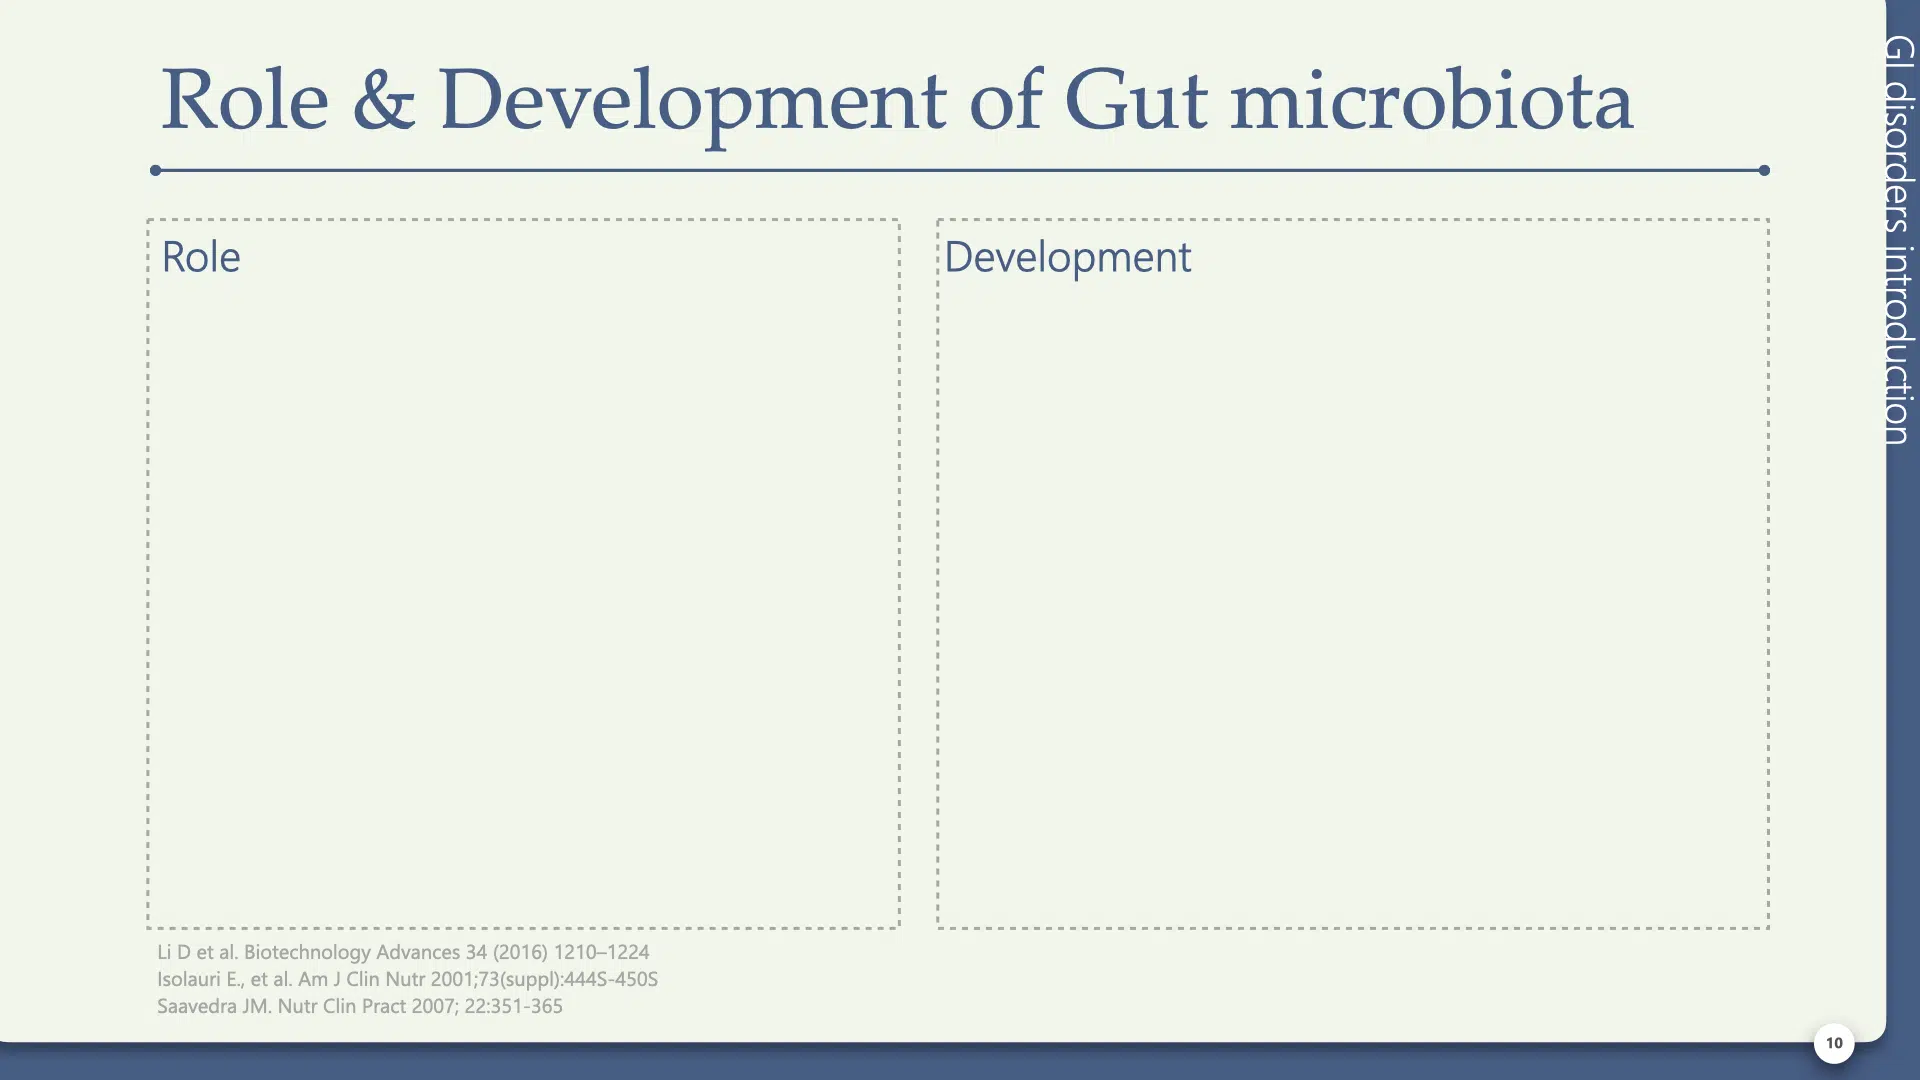 Role & Development of Gut microbiota
Role
Development
Li D et al. Biotechnology Advances 34 (2016) 1210–1224
Isolauri E., et al. Am J Clin Nutr 2001;73(suppl):444S-450S
Saavedra JM. Nutr Clin Pract 2007; 22:351-365
GI disorders introduction
10